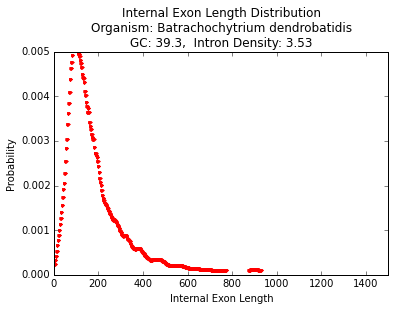 Internal Exon Length Distribution
Organism: Batrachochytrium dendrobatidis
GC: 39.3,  Intron Density: 3.53
0.005
0.004
0.003
0.002
0.001
0.000
Probability
0 200 400 600 800 1000 1200 1400
Internal Exon Length